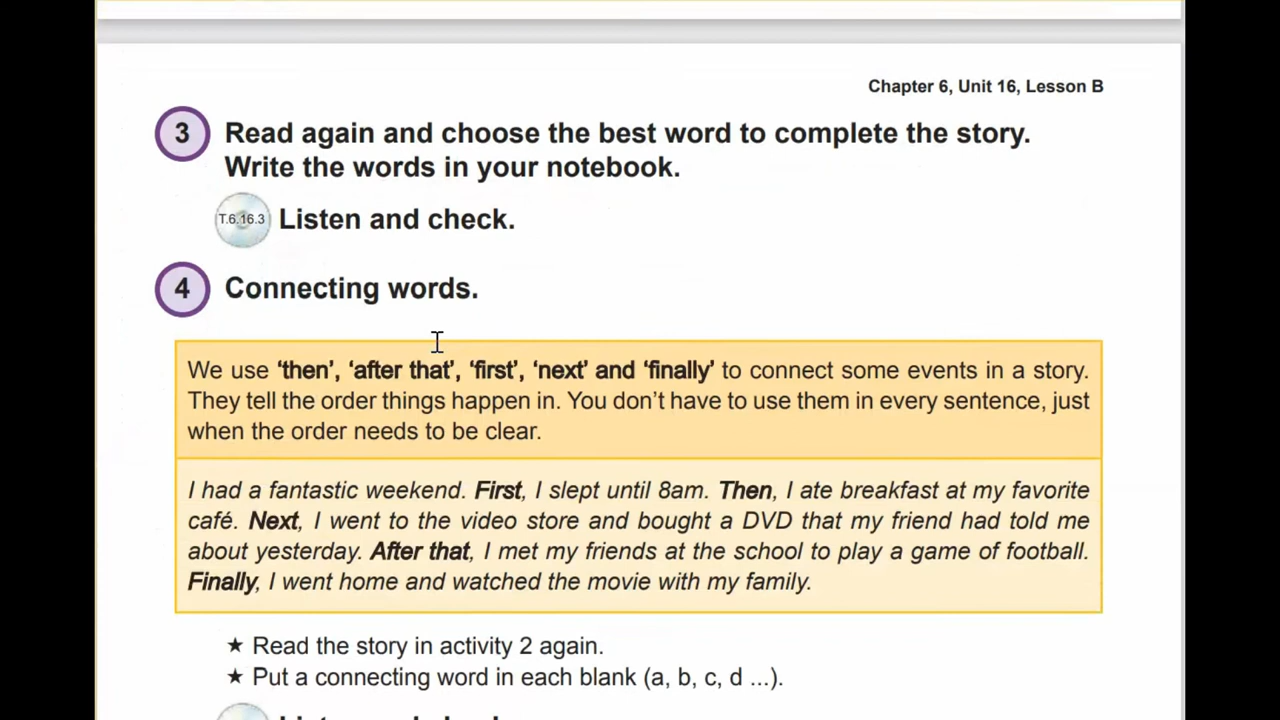 Chapter 6, Unit 16, Lesson B
3 Read again and choose the best word to complete the story.
Write the words in your notebook.
T.6.16.3 Listen and check.
4 Connecting words.
We use ‘then’, ‘after that’, ‘first’, ‘next’ and ‘finally’ to connect some events in a story.
They tell the order things happen in. You don’t have to use them in every sentence, just
when the order needs to be clear.
I had a fantastic weekend. First, I slept until 8am. Then, I ate breakfast at my favorite
café. Next, I went to the video store and bought a DVD that my friend had told me
about yesterday. After that, I met my friends at the school to play a game of football.
Finally, I went home and watched the movie with my family.
★ Read the story in activity 2 again.
★ Put a connecting word in each blank (a, b, c, d ...).